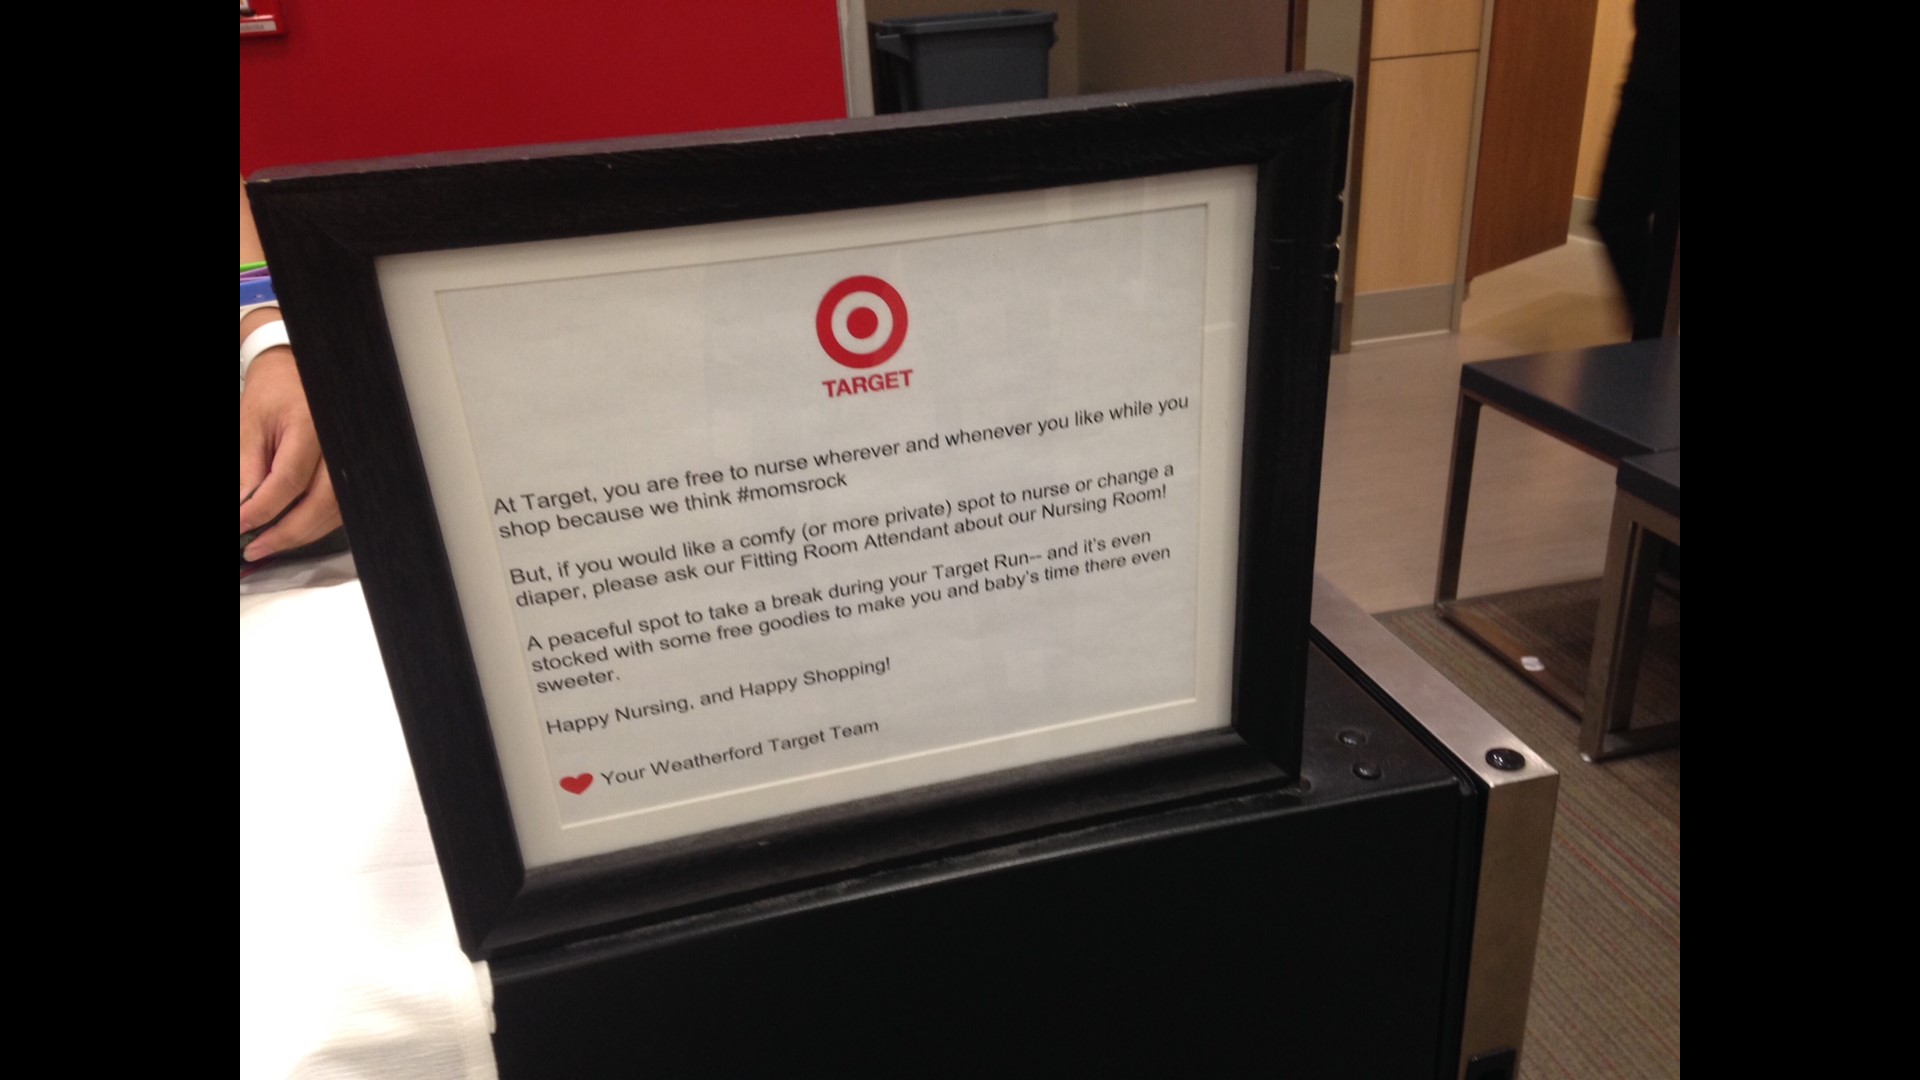 TARGET
At Target, you are free to nurse wherever and whenever you like while you
shop because we think #momsrock
But, if you would like a comfy (or more private) spot to nurse or change a
diaper, please ask our Fitting Room Attendant about our Nursing Room!
A peaceful spot to take a break during your Target Run-- and it's even
stocked with some free goodies to make you and baby's time there even
sweeter.
Happy Nursing, and Happy Shopping!
Your Weatherford Target Team